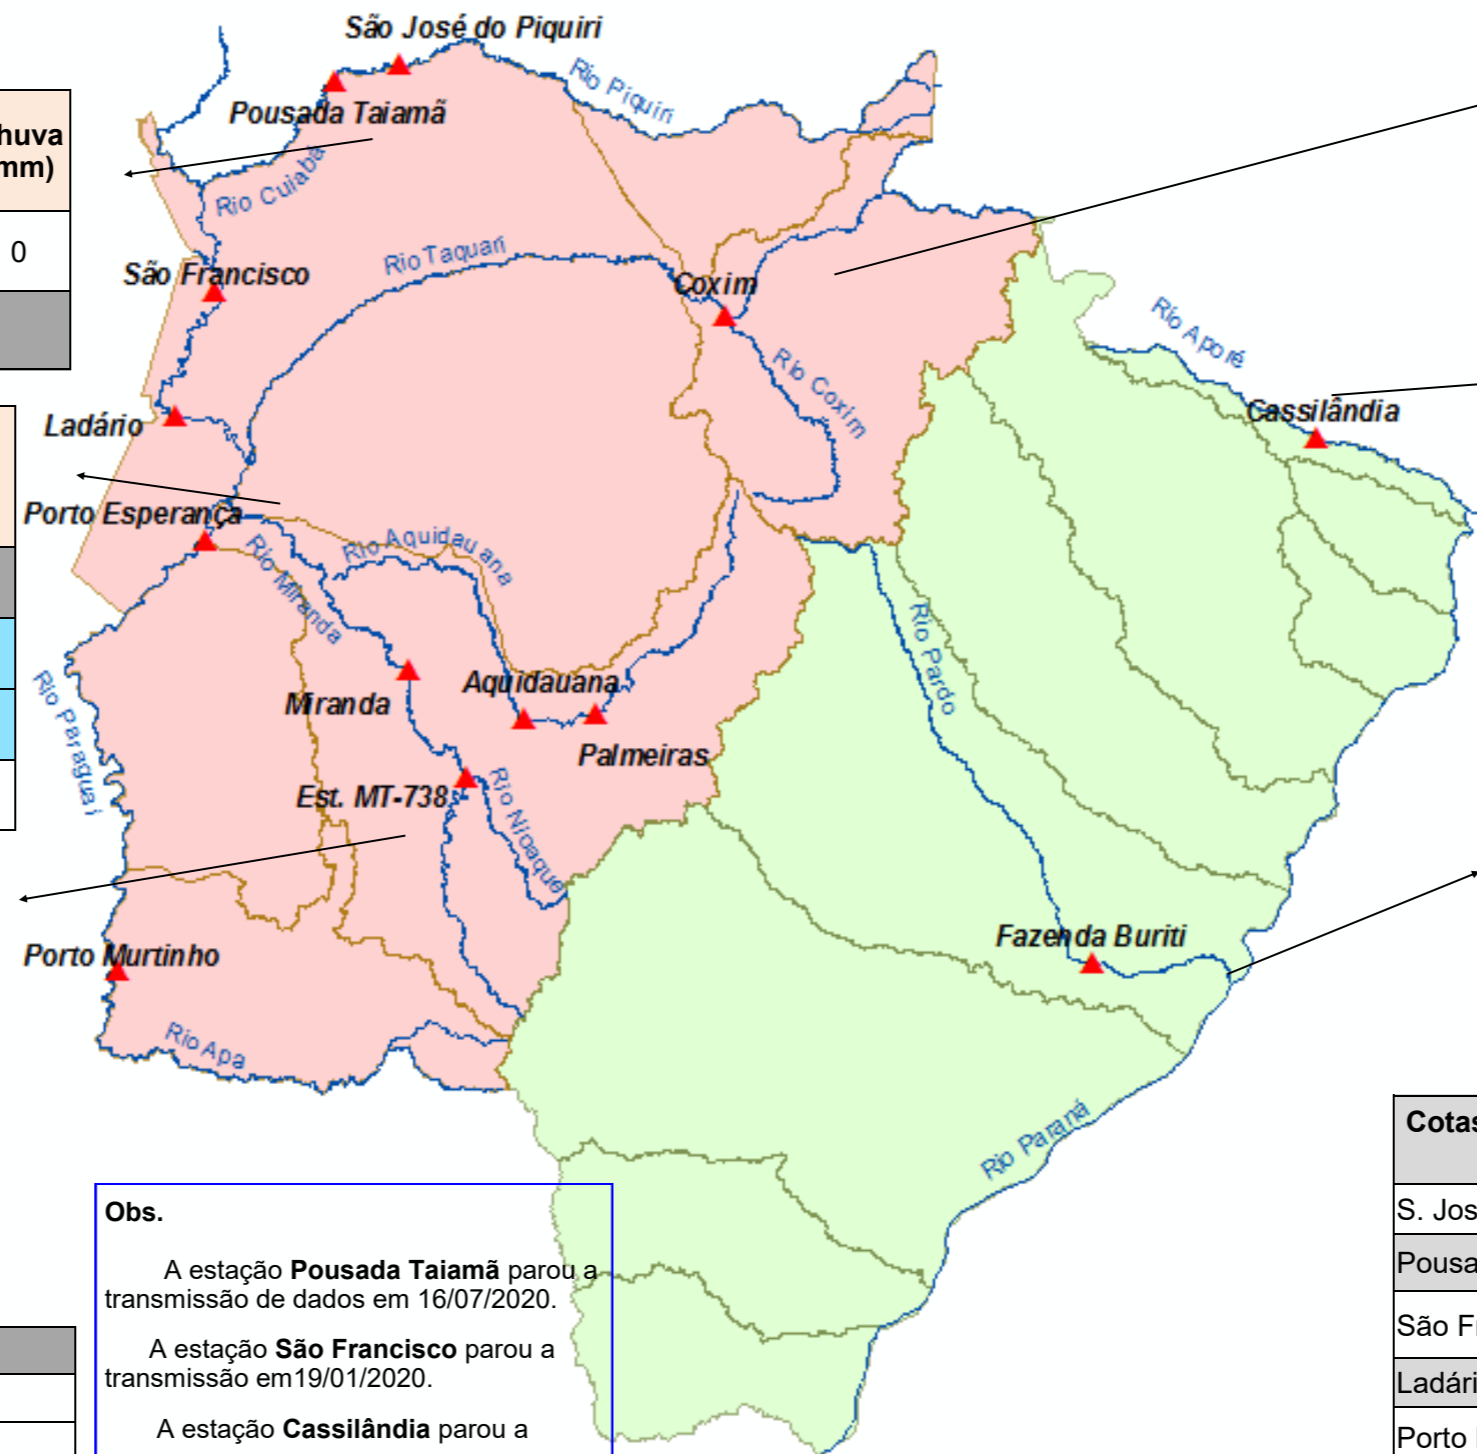 São José do Piquiri
Rio Piquiri
Pousada Taiamã
huva
mm)
Rio Cuiabá
0
Rio Taquari
São Francisco
Coxim
Rio Aporé
Rio Coxim
Cassilândia
Ladário
Porto Esperança
Rio Aquidauana
Rio Miranda
Rio Pardo
Rio Paraguai
Aquidauana
Miranda
Palmeiras
Est. MT-738
Rio Nioaque
Fazenda Buriti
Porto Murtinho
Rio Apa
Rio Paraná
Cotas
S. Jos
Pousa
São Fr
Ladári
Porto
Obs.
A estação Pousada Taiamã parou a
transmissão de dados em 16/07/2020.
A estação São Francisco parou a
transmissão em19/01/2020.
A estação Cassilândia parou a